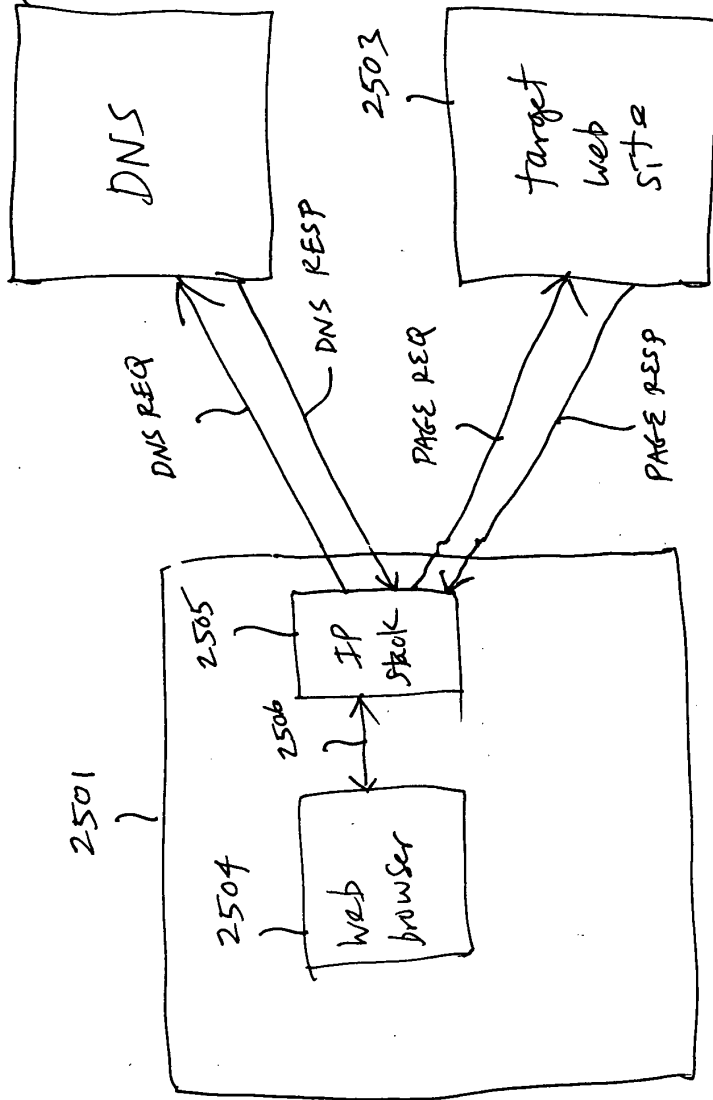 DNS
2503
target
web
site
DNS REQ
DNS RESP
PAGE REQ
PAGE RESP
2501
2505
IP
stack
2506
2504
Web
browser